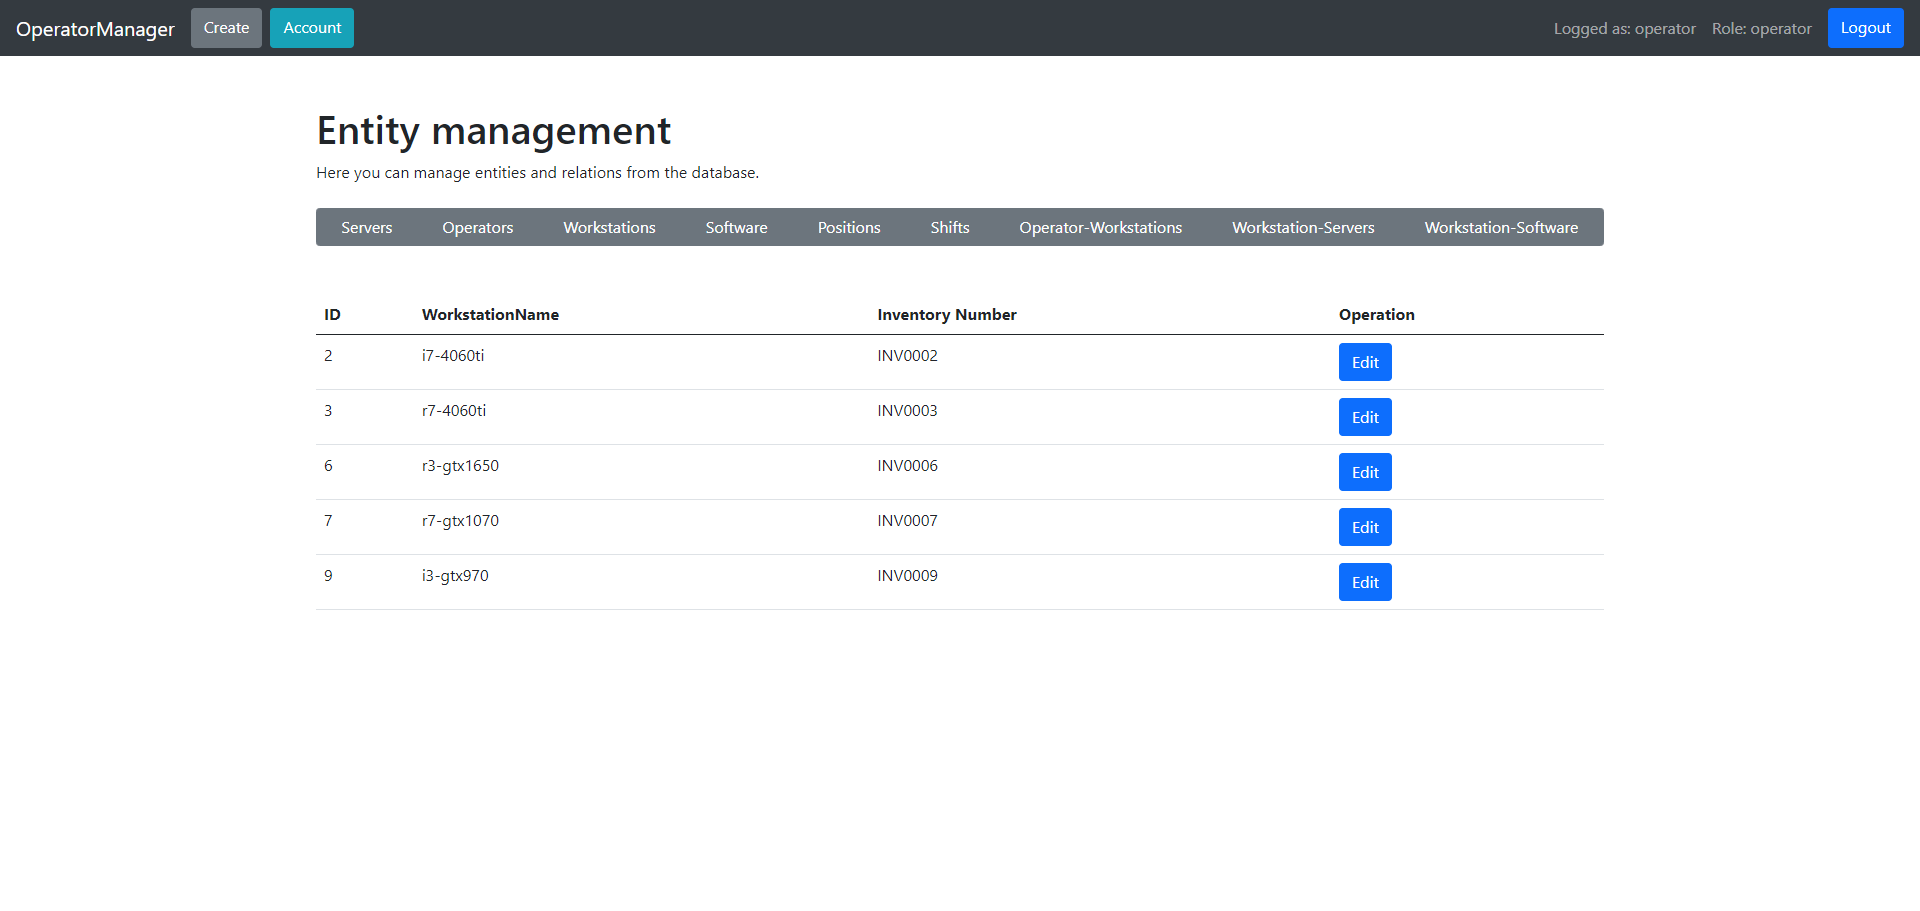 OperatorManager Create Account Logged as: operator Role: operator Logout
Entity management
Here you can manage entities and relations from the database.
Servers Operators Workstations Software Positions Shifts Operator-Workstations Workstation-Servers Workstation-Software
ID WorkstationName Inventory Number Operation
2 i7-4060ti INV0002 Edit
3 r7-4060ti INV0003 Edit
6 r3-gtx1650 INV0006 Edit
7 r7-gtx1070 INV0007 Edit
9 i3-gtx970 INV0009 Edit